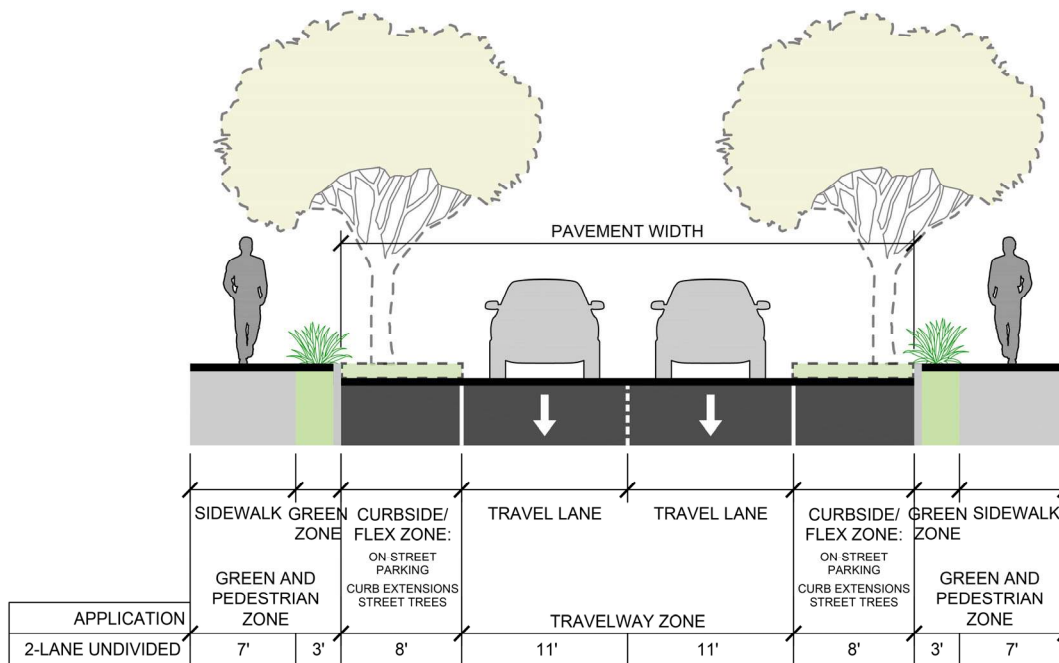 PAVEMENT WIDTH
SIDEWALK
GREEN
ZONE
CURBSIDE/
FLEX ZONE:
ON STREET
PARKING
CURB EXTENSIONS
STREET TREES
TRAVEL LANE
TRAVEL LANE
CURBSIDE/
FLEX ZONE:
ON STREET
PARKING
CURB EXTENSIONS
STREET TREES
GREEN
ZONE
SIDEWALK
GREEN AND
PEDESTRIAN
ZONE
TRAVELWAY ZONE
GREEN AND
PEDESTRIAN
ZONE
APPLICATION
2-LANE UNDIVIDED 7' 3' 8' 11' 11' 8' 3' 7'